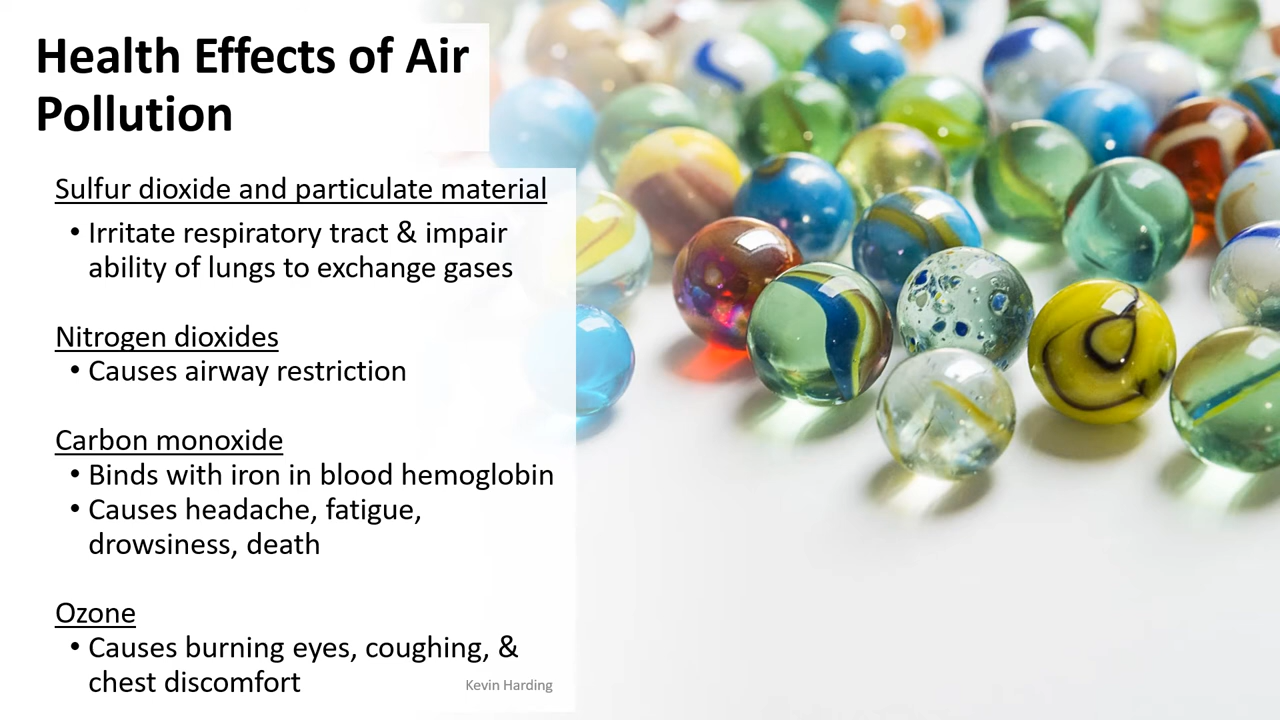 Health Effects of Air
Pollution
Sulfur dioxide and particulate material
• Irritate respiratory tract & impair
ability of lungs to exchange gases
Nitrogen dioxides
• Causes airway restriction
Carbon monoxide
• Binds with iron in blood hemoglobin
• Causes headache, fatigue,
drowsiness, death
Ozone
• Causes burning eyes, coughing, &
chest discomfort
Kevin Harding